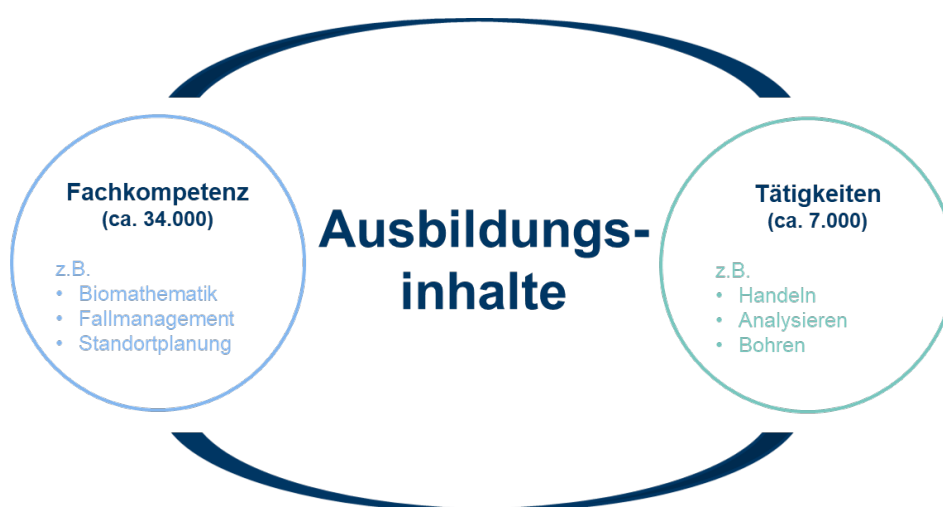 Fachkompetenz
(ca. 34.000)
z.B.
• Biomathematik
• Fallmanagement
• Standortplanung
Ausbildungs-
inhalte
Tätigkeiten
(ca. 7.000)
z.B.
• Handeln
• Analysieren
• Bohren